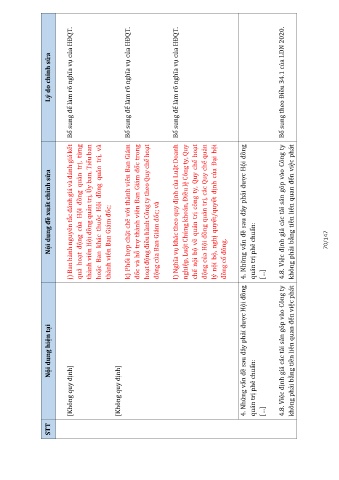 STT
Nội dung hiện tại
Nội dung đề xuất chỉnh sửa
Lý do chỉnh sửa
[Không quy định]
j) Ban hành nguyên tắc đánh giá và đánh giá kết
quả hoạt động của Hội đồng quản trị, từng
thành viên Hội đồng quản trị, Ủy ban, Tiểu ban
hoặc Ban khác thuộc Hội đồng quản trị và
thành viên Ban Giám đốc;
Bổ sung để làm rõ nghĩa vụ của HĐQT.
[Không quy định]
k) Phối hợp chặt chẽ với thành viên Ban Giám
đốc và hỗ trợ thành viên Ban Giám đốc trong
hoạt động điều hành Công ty theo Quy chế hoạt
động của Ban Giám đốc; và
Bổ sung để làm rõ nghĩa vụ của HĐQT.
l) Nghĩa vụ khác theo quy định của Luật Doanh
nghiệp, Luật Chứng khoán, Điều lệ Công ty, Quy
chế nội bộ về quản trị công ty, Quy chế hoạt
động của Hội đồng quản trị, các Quy chế quản
lý nội bộ, nghị quyết/quyết định của Đại hội
đồng cổ đông.
Bổ sung để làm rõ nghĩa vụ của HĐQT.
4. Những vấn đề sau đây phải được Hội đồng
quản trị phê chuẩn:
[...]
4.8. Việc định giá các tài sản góp vào Công ty
không phải bằng tiền liên quan đến việc phát
4. Những vấn đề sau đây phải được Hội đồng
quản trị phê chuẩn:
[...]
4.8. Việc định giá các tài sản góp vào Công ty
không phải bằng tiền liên quan đến việc phát
Bổ sung theo Điều 34.1 của LDN 2020.
70/147